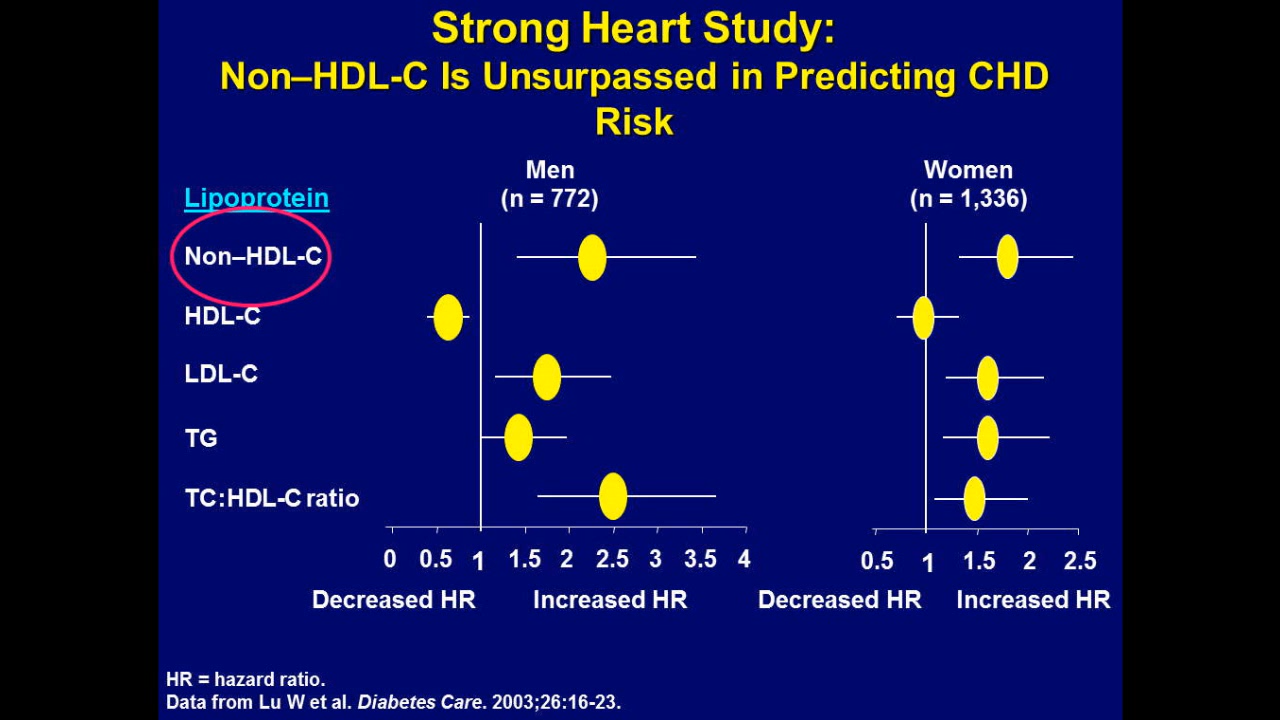 Strong Heart Study:
Non–HDL-C Is Unsurpassed in Predicting CHD
Risk
Men
(n = 772)
Women
(n = 1,336)
Lipoprotein
Non–HDL-C
HDL-C
LDL-C
TG
TC:HDL-C ratio
0 0.5 1 1.5 2 2.5 3 3.5 4
0.5 1 1.5 2 2.5
Decreased HR Increased HR
Decreased HR Increased HR
HR = hazard ratio.
Data from Lu W et al. Diabetes Care. 2003;26:16-23.